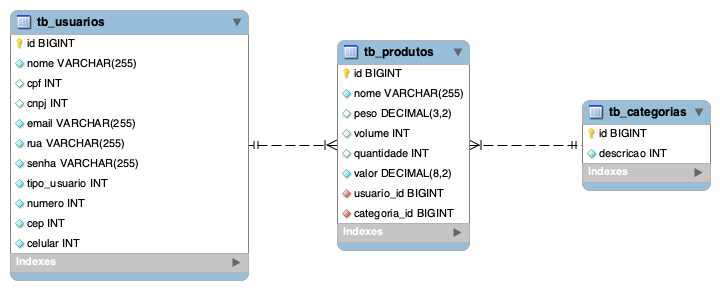 tb_usuarios
id BIGINT
nome VARCHAR(255)
cpf INT
cnpj INT
email VARCHAR(255)
rua VARCHAR(255)
senha VARCHAR(255)
tipo_usuario INT
numero INT
cep INT
celular INT
Indexes
tb_produtos
id BIGINT
nome VARCHAR(255)
peso DECIMAL(3,2)
volume INT
quantidade INT
valor DECIMAL(8,2)
usuario_id BIGINT
categoria_id BIGINT
Indexes
tb_categorias
id BIGINT
descricao INT
Indexes